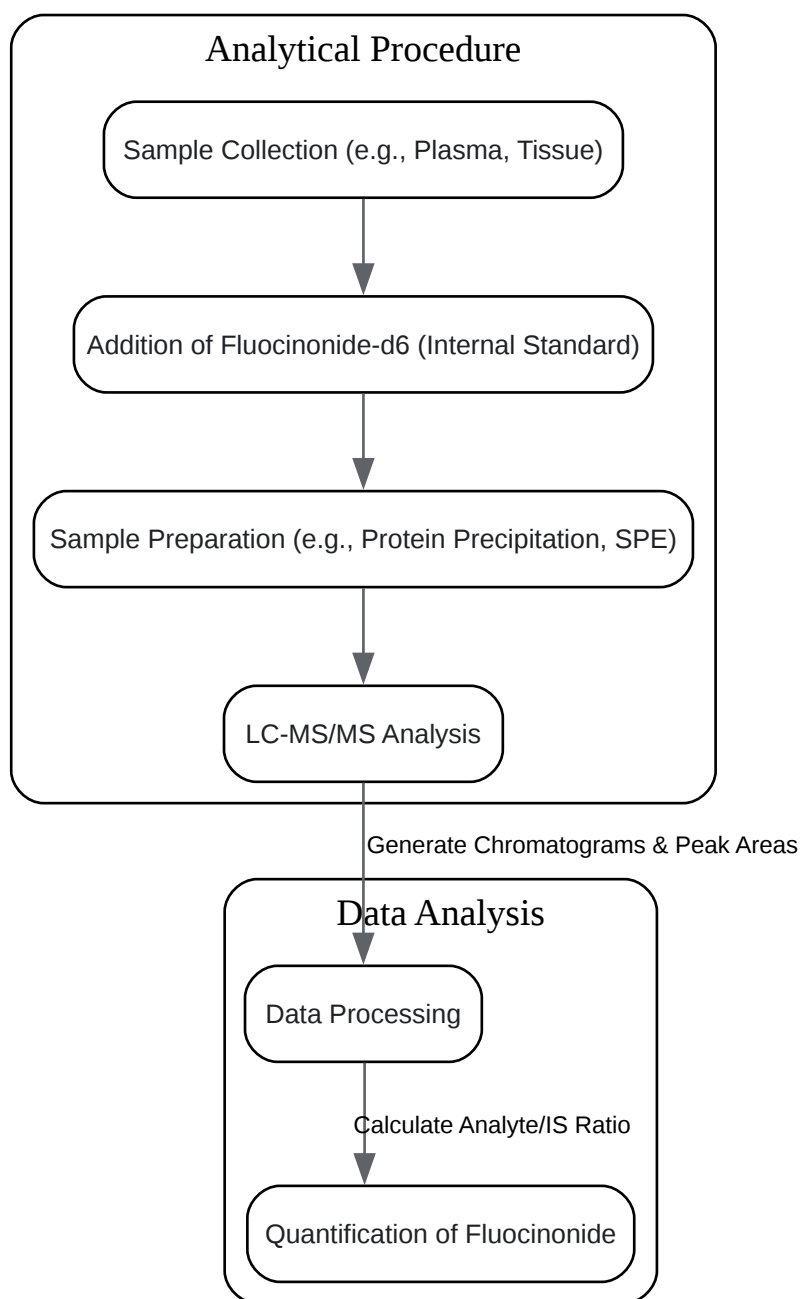 Analytical Procedure
Sample Collection (e.g., Plasma, Tissue)
Addition of Fluocinonide-d6 (Internal Standard)
Sample Preparation (e.g., Protein Precipitation, SPE)
LC-MS/MS Analysis
Generate Chromatograms & Peak Areas
Data Analysis
Data Processing
Calculate Analyte/IS Ratio
Quantification of Fluocinonide